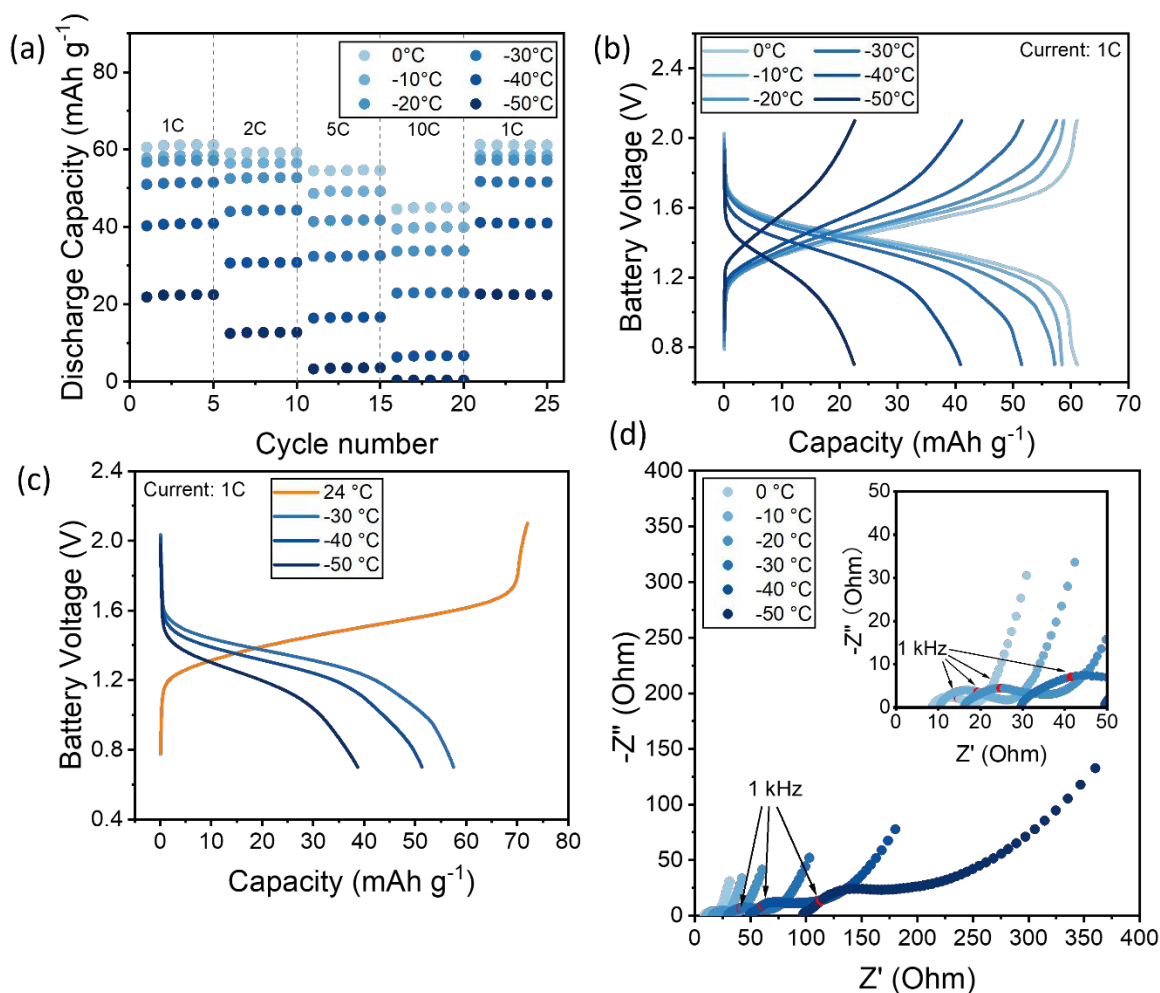 (a)
Discharge Capacity (mAh g⁻¹)
80
60
40
20
0
0 5 10 15 20 25
Cycle number
0°C -30°C
-10°C -40°C
-20°C -50°C
1C 2C 5C 10C 1C
(b)
Battery Voltage (V)
2.4
2.0
1.6
1.2
0.8
0 10 20 30 40 50 60 70
Capacity (mAh g⁻¹)
0°C -30°C
-10°C -40°C
-20°C -50°C
Current: 1C
(c)
Battery Voltage (V)
2.4
2.0
1.6
1.2
0.8
0.4
0 10 20 30 40 50 60 70 80
Capacity (mAh g⁻¹)
Current: 1C
24 °C
-30 °C
-40 °C
-50 °C
(d)
-Z" (Ohm)
400
350
300
250
200
150
100
50
0
0 50 100 150 200 250 300 350 400
Z' (Ohm)
0 °C
-10 °C
-20 °C
-30 °C
-40 °C
-50 °C
1 kHz
-Z" (Ohm)
50
40
30
20
10
0
0 10 20 30 40 50
Z' (Ohm)
1 kHz